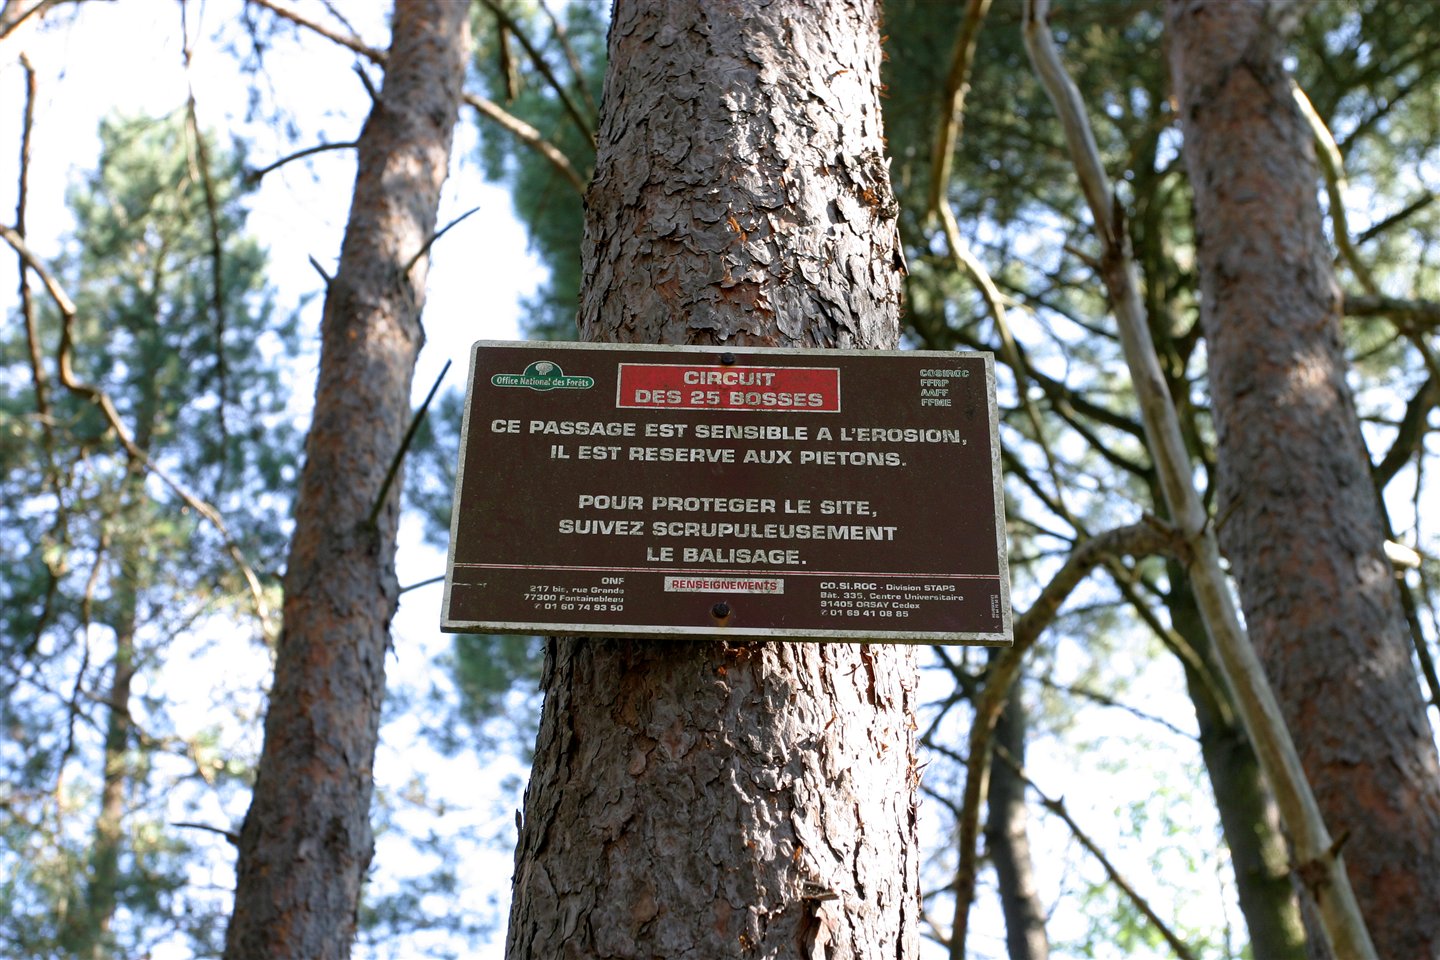 Office National des Forêts
CIRCUIT
DES 25 BOSSES
COSIROC
FFRP
AAFF
FFME
CE PASSAGE EST SENSIBLE A L'EROSION,
IL EST RESERVE AUX PIETONS.
POUR PROTEGER LE SITE,
SUIVEZ SCRUPULEUSEMENT
LE BALISAGE.
ONF
217 bis, rue Grande
77300 Fontainebleau
✆ 01 60 74 93 50
RENSEIGNEMENTS
CO.SI.ROC - Division STAPS
Bât. 335, Centre Universitaire
91405 ORSAY Cedex
✆ 01 69 41 08 85